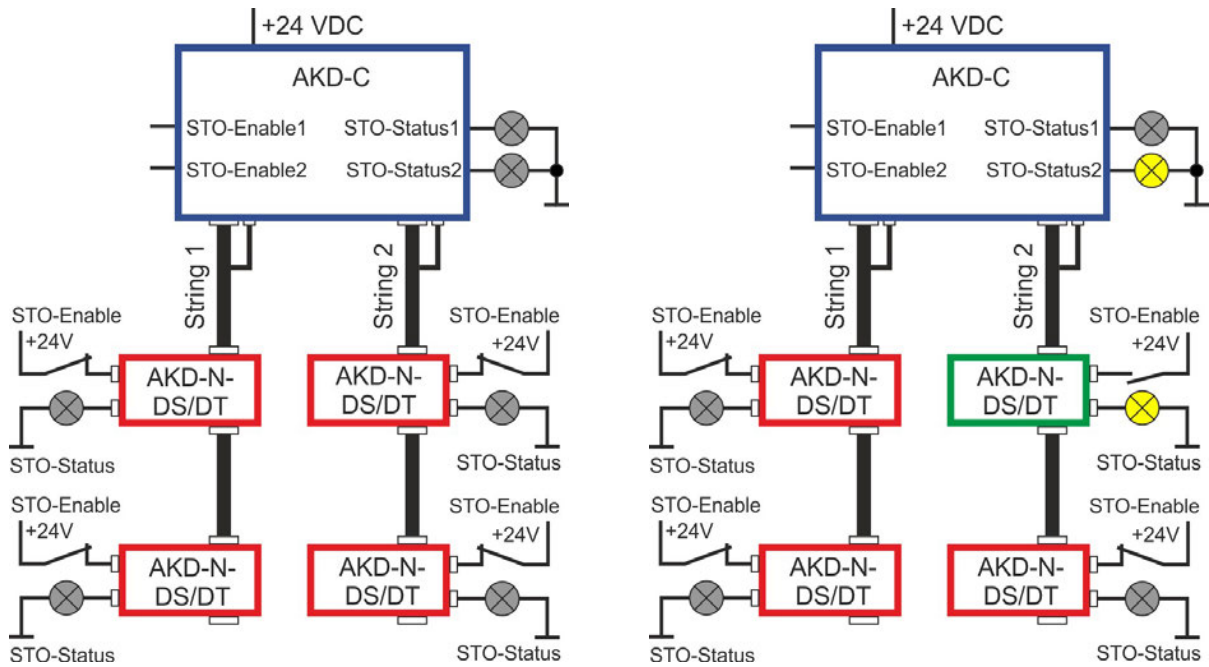 +24 VDC
AKD-C
STO-Enable1
STO-Status1
STO-Enable2
STO-Status2
String 1
String 2
STO-Enable
+24V
AKD-N-
DS/DT
STO-Status
STO-Enable
+24V
AKD-N-
DS/DT
STO-Status
STO-Enable
+24V
AKD-N-
DS/DT
STO-Status
STO-Enable
+24V
AKD-N-
DS/DT
STO-Status
+24 VDC
AKD-C
STO-Enable1
STO-Status1
STO-Enable2
STO-Status2
String 1
String 2
STO-Enable
+24V
AKD-N-
DS/DT
STO-Status
STO-Enable
+24V
AKD-N-
DS/DT
STO-Status
STO-Enable
+24V
AKD-N-
DS/DT
STO-Status
STO-Enable
+24V
AKD-N-
DS/DT
STO-Status